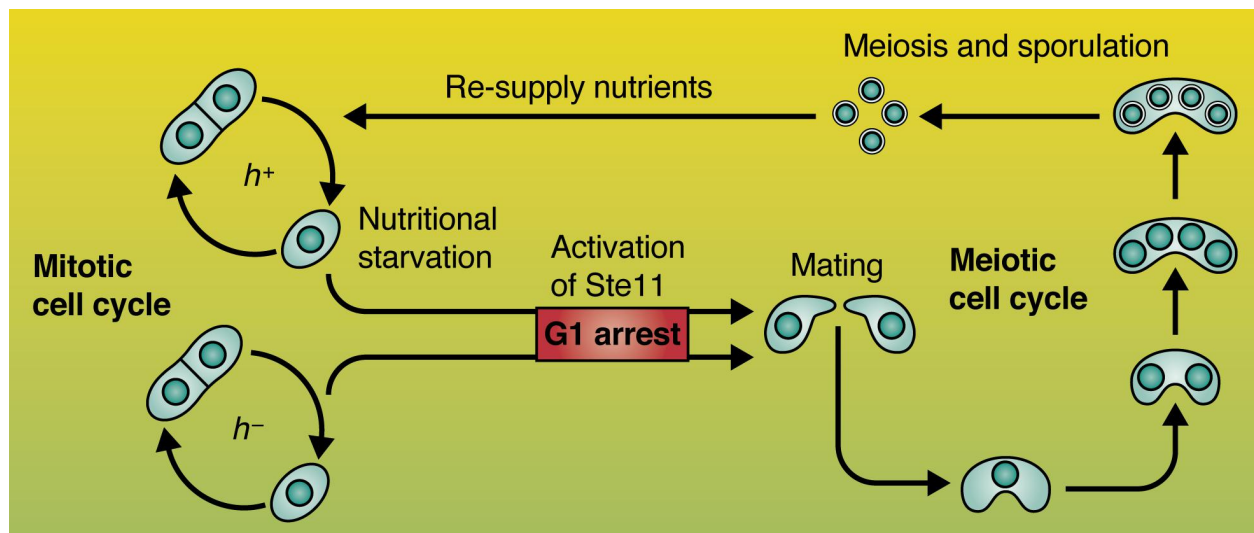 Meiosis and sporulation
Re-supply nutrients
h+
Nutritional
starvation
Activation
of Ste11
G1 arrest
Mating
Mitotic
cell cycle
Meiotic
cell cycle
h−